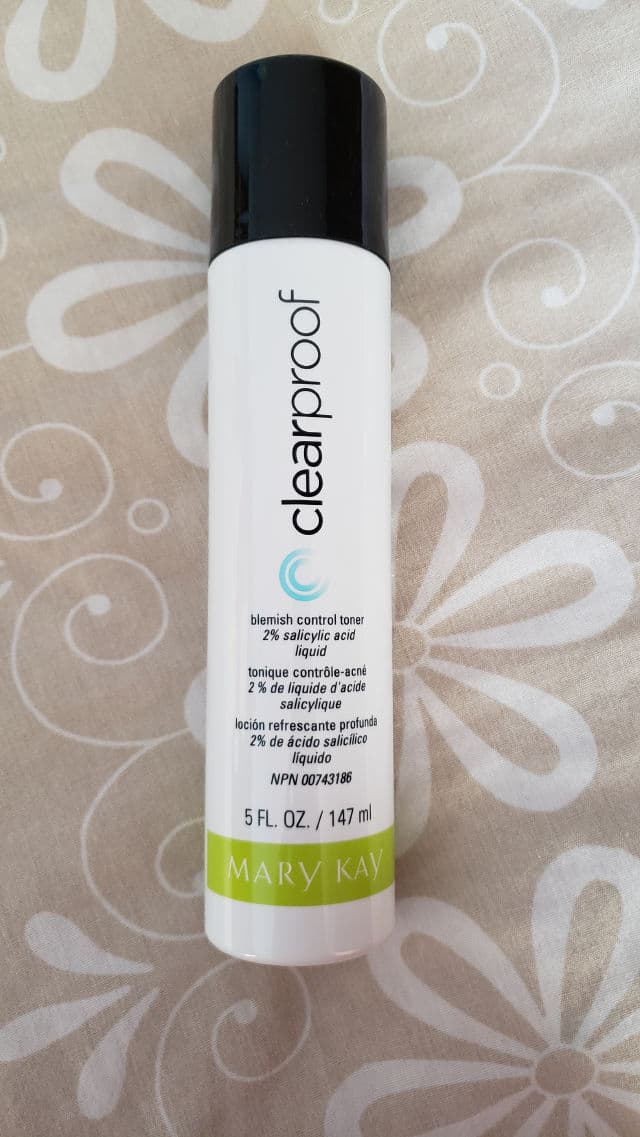 clearproof
blemish control toner
2% salicylic acid
liquid
tonique contrôle-acné
2 % de liquide d'acide
salicylique
loción refrescante profunda
2% de ácido salicílico
líquido
NPN 00743186
5 FL. OZ. / 147 ml
MARY KAY